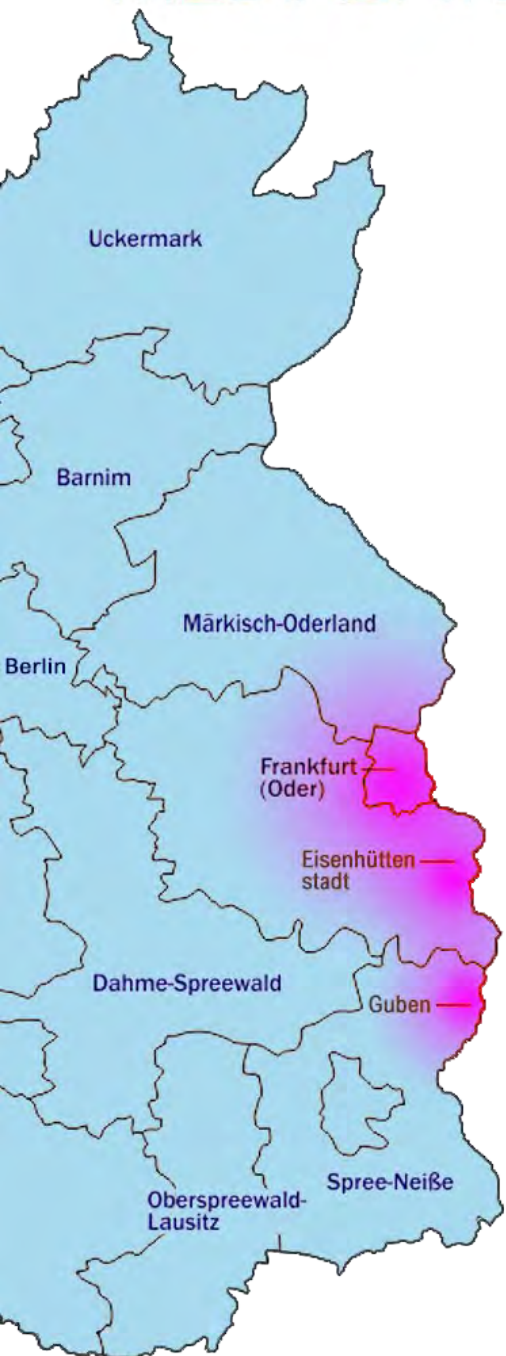 Uckermark
Barnim
Märkisch-Oderland
Berlin
Frankfurt
(Oder)
Eisenhütten
stadt
Dahme-Spreewald
Guben
Spree-Neiße
Oberspreewald-
Lausitz